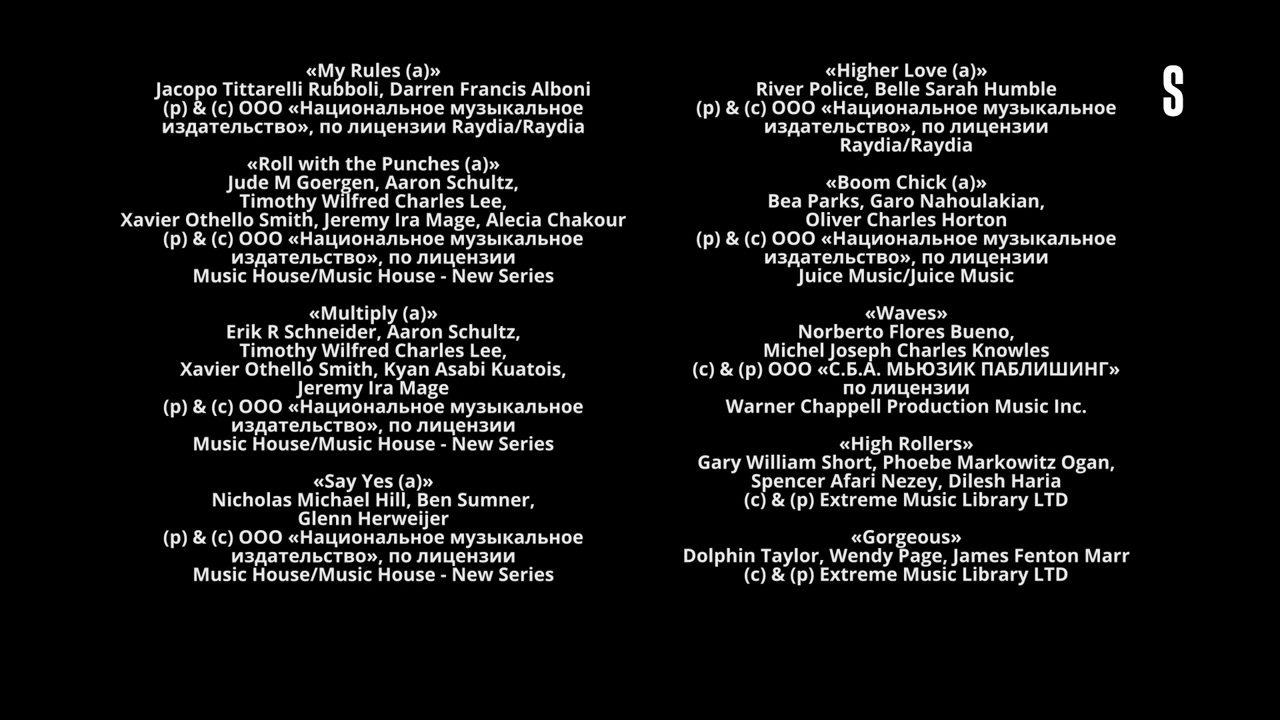 «My Rules (a)»
Jacopo Tittarelli Rubboli, Darren Francis Alboni
(p) & (c) ООО «Национальное музыкальное
издательство», по лицензии Raydia/Raydia
«Roll with the Punches (a)»
Jude M Goergen, Aaron Schultz,
Timothy Wilfred Charles Lee,
Xavier Othello Smith, Jeremy Ira Mage, Alecia Chakour
(p) & (c) ООО «Национальное музыкальное
издательство», по лицензии
Music House/Music House - New Series
«Multiply (a)»
Erik R Schneider, Aaron Schultz,
Timothy Wilfred Charles Lee,
Xavier Othello Smith, Kyan Asabi Kuatois,
Jeremy Ira Mage
(p) & (c) ООО «Национальное музыкальное
издательство», по лицензии
Music House/Music House - New Series
«Say Yes (a)»
Nicholas Michael Hill, Ben Sumner,
Glenn Herweijer
(p) & (c) ООО «Национальное музыкальное
издательство», по лицензии
Music House/Music House - New Series
«Higher Love (a)»
River Police, Belle Sarah Humble
(p) & (c) ООО «Национальное музыкальное
издательство», по лицензии
Raydia/Raydia
«Boom Chick (a)»
Bea Parks, Garo Nahoulakian,
Oliver Charles Horton
(p) & (c) ООО «Национальное музыкальное
издательство», по лицензии
Juice Music/Juice Music
«Waves»
Norberto Flores Bueno,
Michel Joseph Charles Knowles
(c) & (p) ООО «С.Б.А. МЬЮЗИК ПАБЛИШИНГ»
по лицензии
Warner Chappell Production Music Inc.
«High Rollers»
Gary William Short, Phoebe Markowitz Ogan,
Spencer Afari Nezey, Dilesh Haria
(c) & (p) Extreme Music Library LTD
«Gorgeous»
Dolphin Taylor, Wendy Page, James Fenton Marr
(c) & (p) Extreme Music Library LTD
S